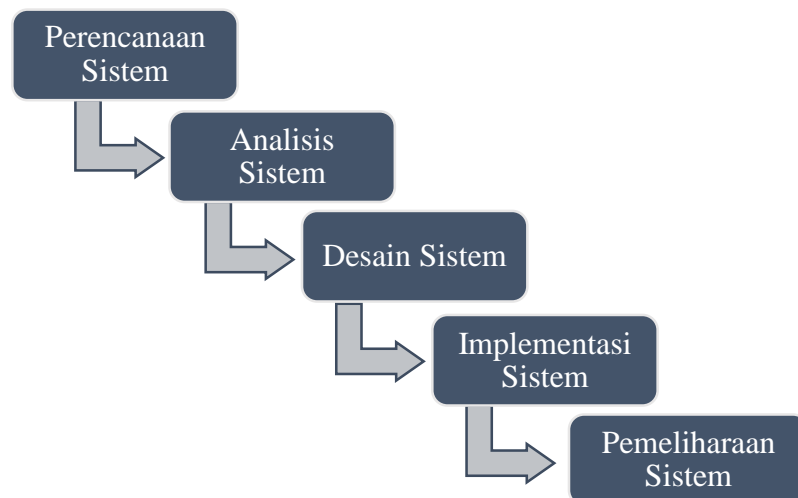 Perencanaan
Sistem
Analisis
Sistem
Desain Sistem
Implementasi
Sistem
Pemeliharaan
Sistem